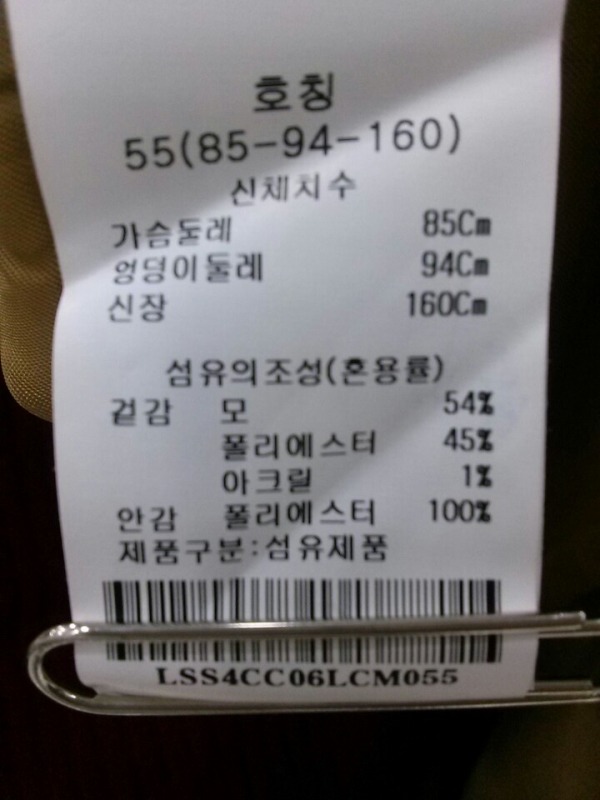 호칭
55(85-94-160)
신체치수
가슴둘레 85Cm
엉덩이둘레 94Cm
신장 160Cm
섬유의조성(혼용률)
겉감 모 54%
폴리에스터 45%
아크릴 1%
안감 폴리에스터 100%
제품구분:섬유제품
LSS4CC06LCM055